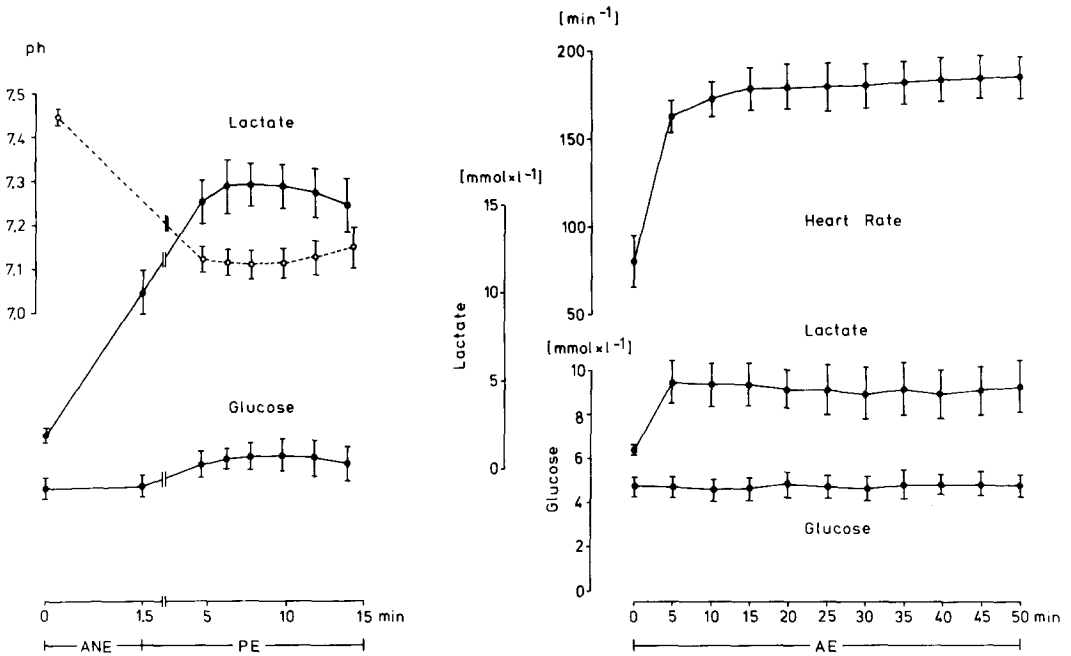 ph
7,5
7,4
7,3
7,2
7,1
7,0
Lactate
Glucose
0 1.5 5 10 15 min
ANE PE
[mmol×l⁻¹]
15
10
5
0
Lactate
[min⁻¹]
200
150
100
50
Heart Rate
Lactate
[mmol×l⁻¹]
10
8
6
4
2
0
Glucose
Glucose
0 5 10 15 20 25 30 35 40 45 50 min
AE